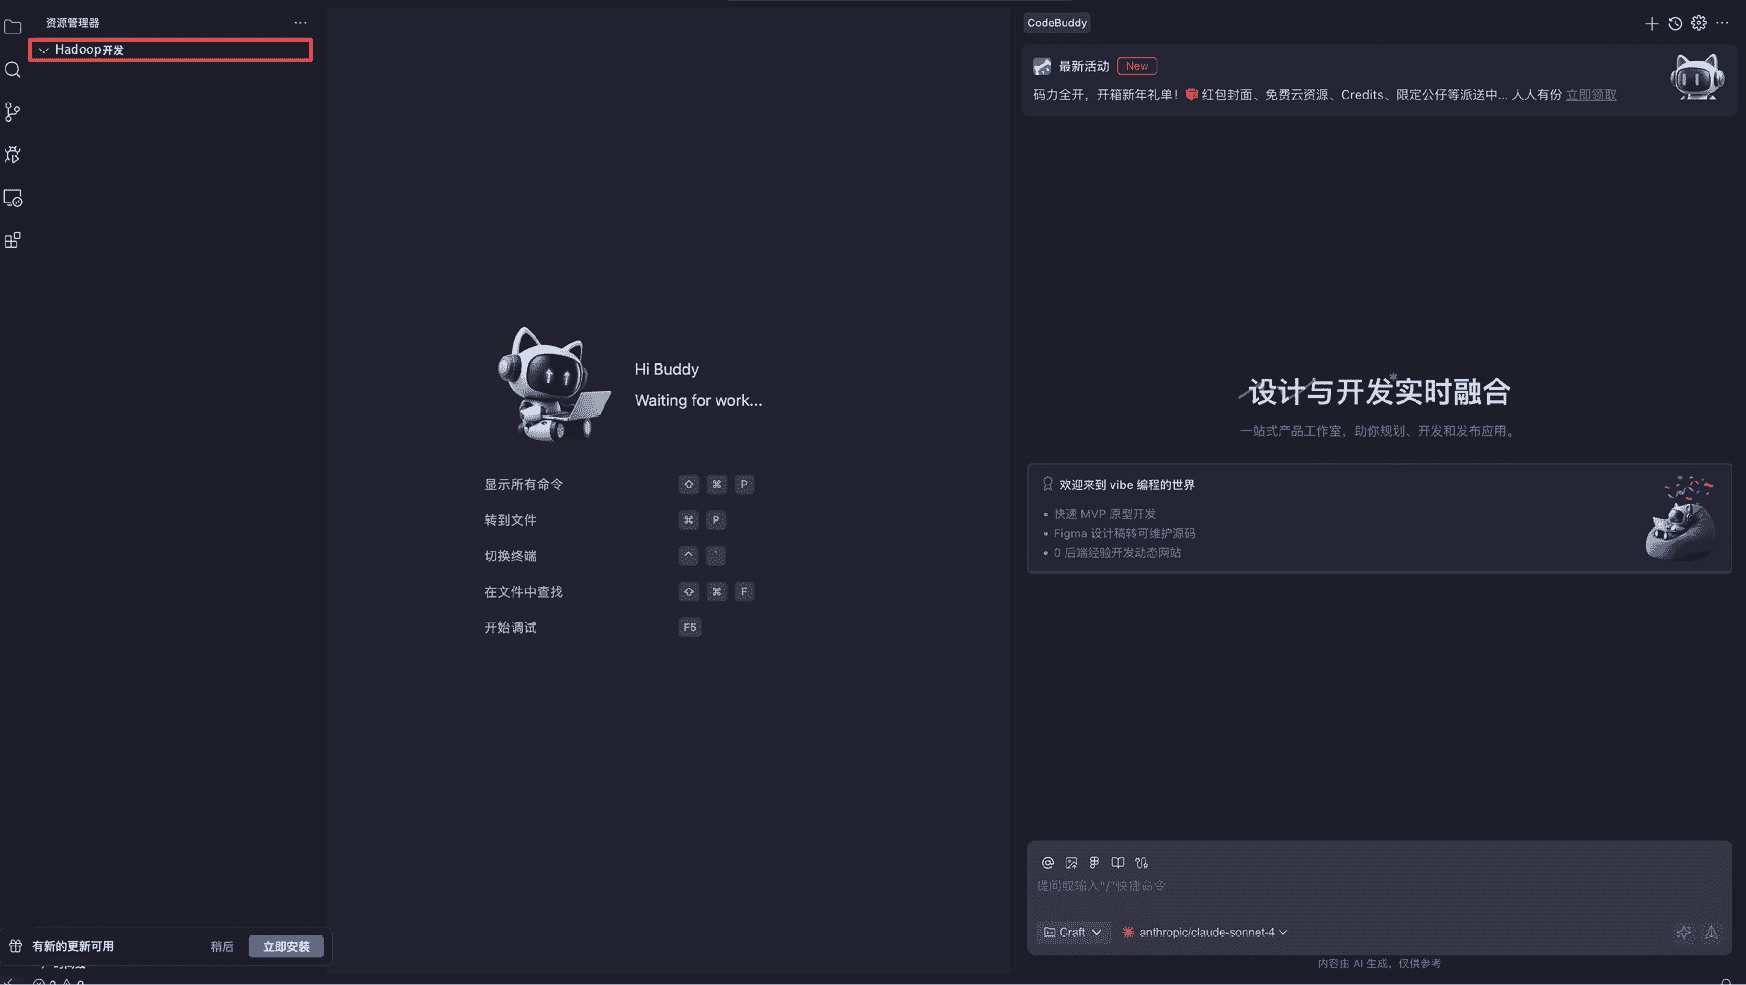 资源管理器
Hadoop开发
Hi Buddy
Waiting for work...
显示所有命令 ⇧ ⌘ P
转到文件 ⌘ P
切换终端 ^ `
在文件中查找 ⇧ ⌘ F
开始调试 F5
有新的更新可用 稍后 立即安装
CodeBuddy
最新活动 New
码力全开，开箱新年礼单！ 红包封面、免费云资源、Credits、限定公仔等派送中... 人人有份 立即领取
设计与开发实时融合
一站式产品工作室，助你规划、开发和发布应用。
欢迎来到 vibe 编程的世界
• 快速 MVP 原型开发
• Figma 设计稿转可维护源码
• 0 后端经验开发动态网站
提问或输入"/"快捷命令
Craft anthropic/claude-sonnet-4
内容由 AI 生成，仅供参考